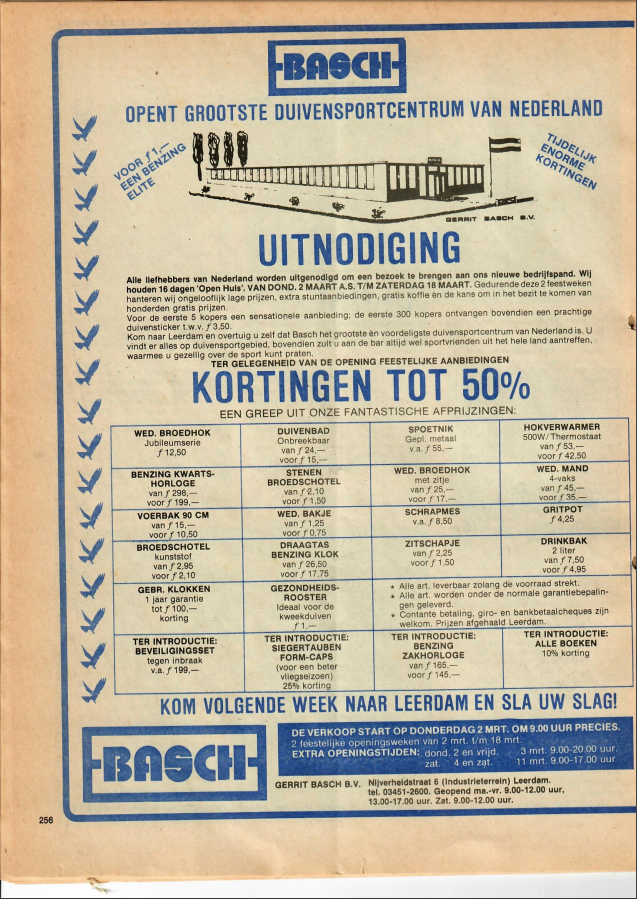 BASCH
OPENT GROOTSTE DUIVENSPORTCENTRUM VAN NEDERLAND
VOOR ƒ 1,—
EEN BENZING
ELITE
TIJDELIJK
ENORME
KORTINGEN
GERRIT BASCH B.V.
UITNODIGING
Alle liefhebbers van Nederland worden uitgenodigd om een bezoek te brengen aan ons nieuwe bedrijfspand. Wij
houden 16 dagen 'Open Huis'. VAN DOND. 2 MAART A.S. T/M ZATERDAG 18 MAART. Gedurende deze 2 feestweken
hanteren wij ongelooflijk lage prijzen, extra stuntaanbiedingen, gratis koffie en de kans om in het bezit te komen van
honderden gratis prijzen.
Voor de eerste 5 kopers een sensationele aanbieding; de eerste 300 kopers ontvangen bovendien een prachtige
duivensticker t.w.v. ƒ 3,50.
Kom naar Leerdam en overtuig u zelf dat Basch het grootste èn voordeligste duivensportcentrum van Nederland is. U
vindt er alles op duivensportgebied, bovendien zult u aan de bar altijd wel sportvrienden uit het hele land aantreffen,
waarmee u gezellig over de sport kunt praten.
TER GELEGENHEID VAN DE OPENING FEESTELIJKE AANBIEDINGEN
KORTINGEN TOT 50%
EEN GREEP UIT ONZE FANTASTISCHE AFPRIJZINGEN:
WED. BROEDHOK
Jubileumserie
ƒ 12,50
DUIVENBAD
Onbreekbaar
van ƒ 24,—
voor ƒ 15,—
SPOETNIK
Gepl. metaal
v.a. ƒ 55,—
HOKVERWARMER
500W/Thermostaat
van ƒ 53,—
voor ƒ 42,50
BENZING KWARTS-
HORLOGE
van ƒ 298,—
voor ƒ 199,—
STENEN
BROEDSCHOTEL
van ƒ 2,10
voor ƒ 1,50
WED. BROEDHOK
met zitje
van ƒ 25,—
voor ƒ 17,—
WED. MAND
4-vaks
van ƒ 45,—
voor ƒ 35,—
VOERBAK 90 CM
van ƒ 15,—
voor ƒ 10,50
WED. BAKJE
van ƒ 1,25
voor ƒ 0,75
SCHRAPMES
v.a. ƒ 8,50
GRITPOT
ƒ 4,25
BROEDSCHOTEL
kunststof
van ƒ 2,95
voor ƒ 2,10
DRAAGTAS
BENZING KLOK
van ƒ 26,50
voor ƒ 17,75
ZITSCHAPJE
van ƒ 2,25
voor ƒ 1,50
DRINKBAK
2 liter
van ƒ 7,50
voor ƒ 4,95
GEBR. KLOKKEN
1 jaar garantie
tot ƒ 100,—
korting
GEZONDHEIDS-
ROOSTER
Ideaal voor de
kweekduiven
ƒ 1,—
★ Alle art. leverbaar zolang de voorraad strekt.
★ Alle art. worden onder de normale garantiebepalin-
gen geleverd.
★ Contante betaling, giro- en bankbetaalcheques zijn
welkom. Prijzen afgehaald Leerdam.
TER INTRODUCTIE:
BEVEILIGINGSSET
tegen inbraak
v.a. ƒ 199,—
TER INTRODUCTIE:
SIEGERTAUBEN
FORM-CAPS
(voor een beter
vliegseizoen)
25% korting
TER INTRODUCTIE:
BENZING
ZAKHORLOGE
van ƒ 165,—
voor ƒ 145,—
TER INTRODUCTIE:
ALLE BOEKEN
10% korting
KOM VOLGENDE WEEK NAAR LEERDAM EN SLA UW SLAG!
BASCH
DE VERKOOP START OP DONDERDAG 2 MRT. OM 9.00 UUR PRECIES.
2 feestelijke openingsweken van 2 mrt. t/m 18 mrt.
EXTRA OPENINGSTIJDEN: dond. 2 en vrijd. 3 mrt. 9.00-20.00 uur.
zat. 4 en zat. 11 mrt. 9.00-17.00 uur
GERRIT BASCH B.V. Nijverheidstraat 6 (Industrieterrein) Leerdam.
tel. 03451-2600. Geopend ma.-vr. 9.00-12.00 uur,
13.00-17.00 uur. Zat. 9.00-12.00 uur.
256